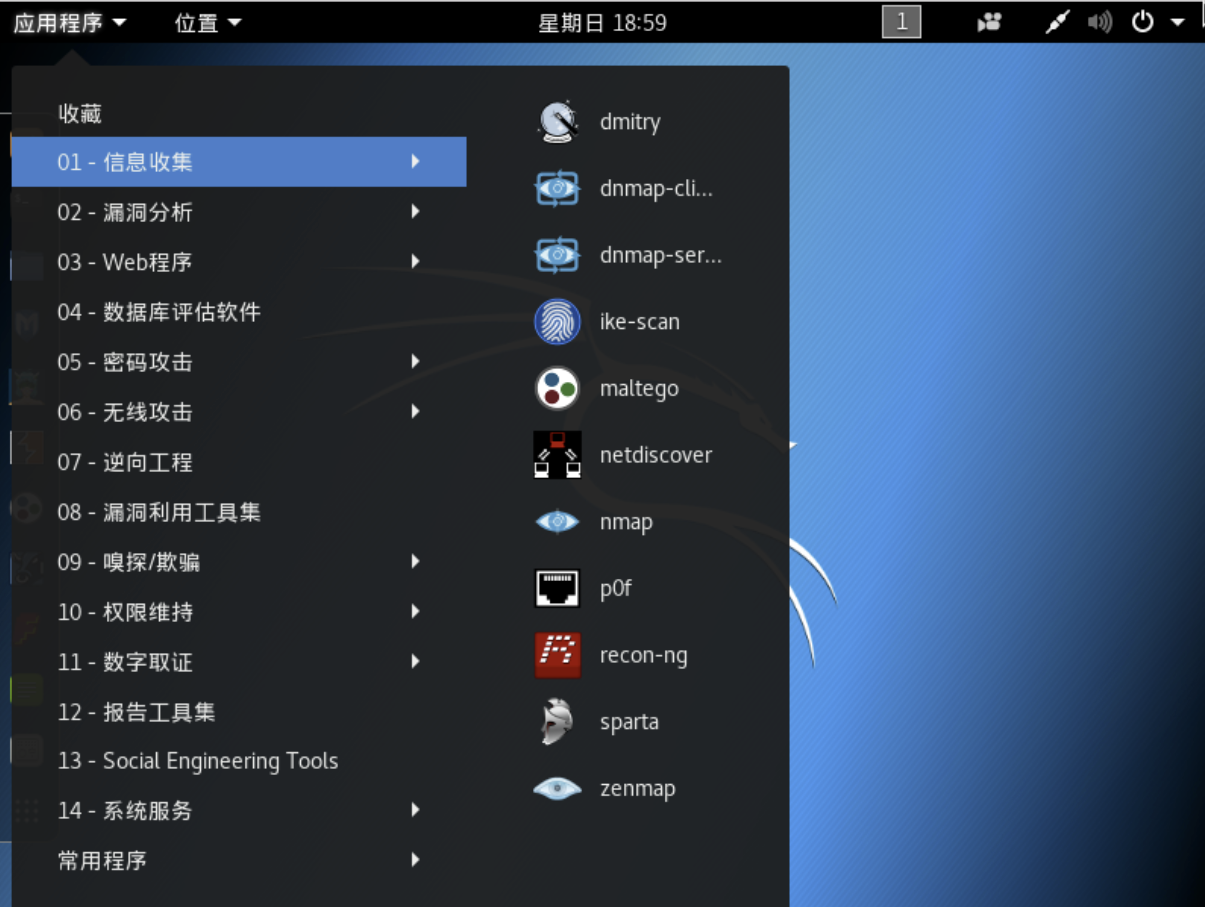 应用程序 位置 星期日 18:59 1
收藏
01 - 信息收集
02 - 漏洞分析
03 - Web程序
04 - 数据库评估软件
05 - 密码攻击
06 - 无线攻击
07 - 逆向工程
08 - 漏洞利用工具集
09 - 嗅探/欺骗
10 - 权限维持
11 - 数字取证
12 - 报告工具集
13 - Social Engineering Tools
14 - 系统服务
常用程序
dmitry
dnmap-cli...
dnmap-ser...
ike-scan
maltego
netdiscover
nmap
p0f
recon-ng
sparta
zenmap